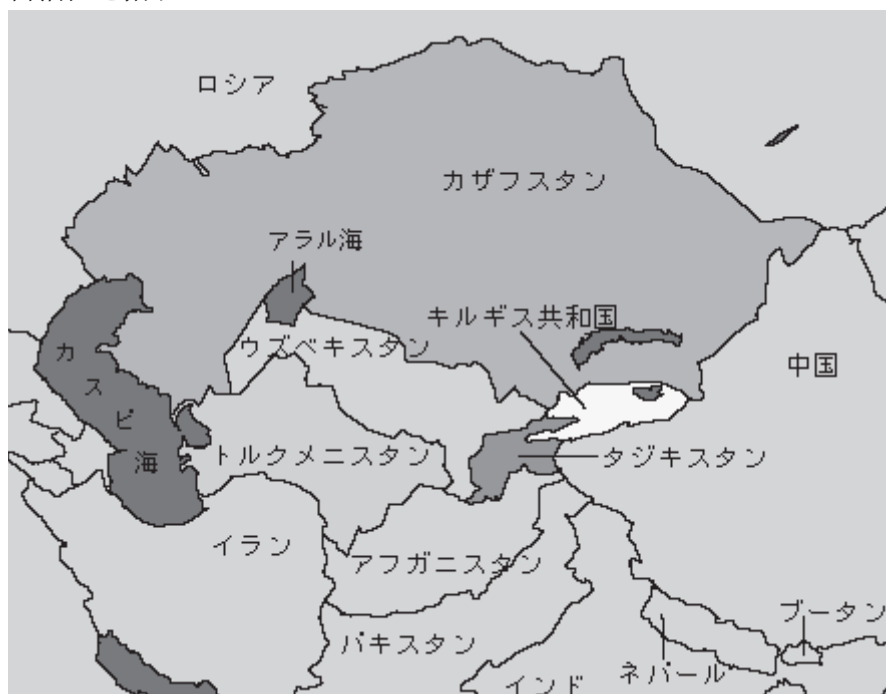 ロシア
カザフスタン
アラル海
キルギス共和国
ウズベキスタン
中国
カスピ海
トルクメニスタン
タジキスタン
イラン
アフガニスタン
ブータン
パキスタン
ネパール
インド